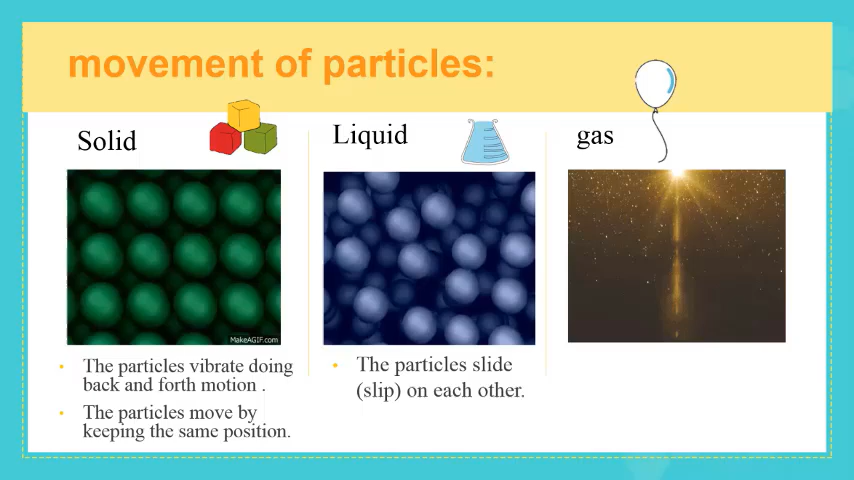 movement of particles:
Solid
Liquid
gas
MakeAGIF.com
The particles vibrate doing
back and forth motion .
The particles move by
keeping the same position.
The particles slide
(slip) on each other.